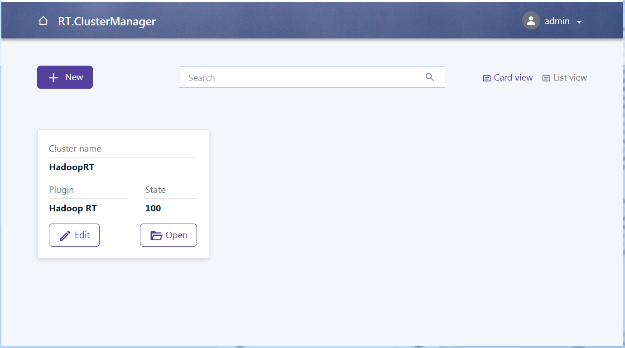 RT.ClusterManager
admin
New
Search
Card view
List view
Cluster name
HadoopRT
Plugin State
Hadoop RT 100
Edit Open